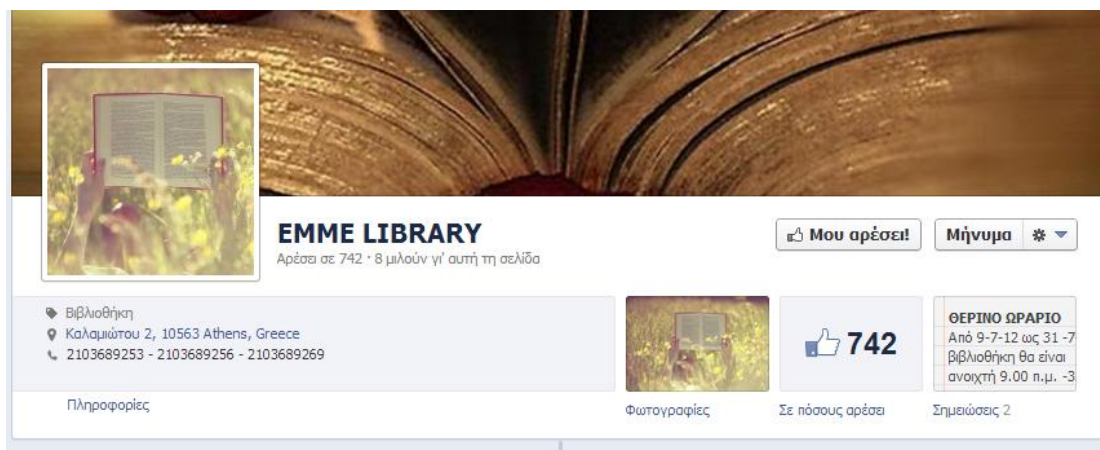 EMME LIBRARY
Αρέσει σε 742 · 8 μιλούν γι' αυτή τη σελίδα
Μου αρέσει!
Μήνυμα
Βιβλιοθήκη
Καλαμιώτου 2, 10563 Athens, Greece
2103689253 - 2103689256 - 2103689269
Πληροφορίες
742
ΘΕΡΙΝΟ ΩΡΑΡΙΟ
Από 9-7-12 ως 31 -7
βιβλιοθήκη θα είναι
ανοιχτή 9.00 π.μ. -3
Φωτογραφίες
Σε πόσους αρέσει
Σημειώσεις 2